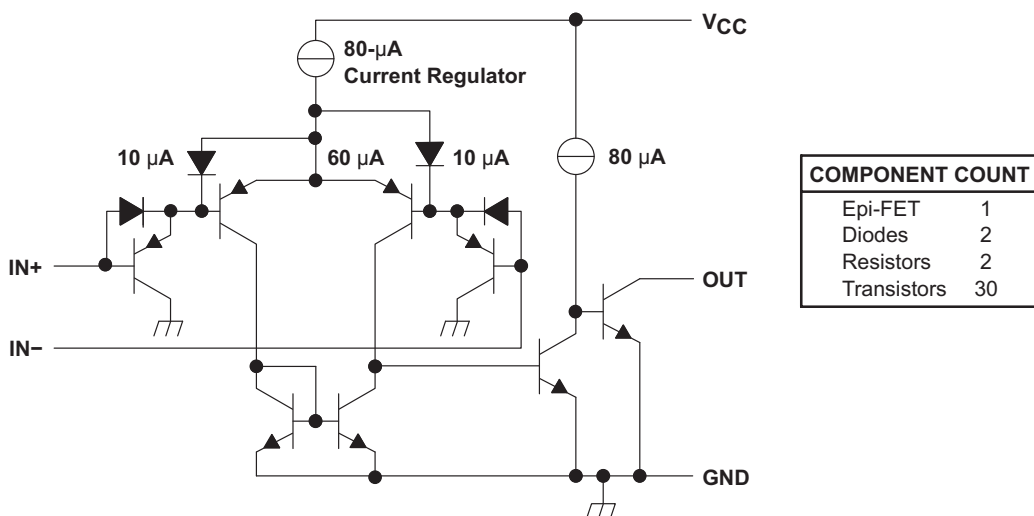 VCC
80-µA
Current Regulator
10 µA
60 µA
10 µA
80 µA
IN+
OUT
IN−
GND
COMPONENT COUNT
Epi-FET 1
Diodes 2
Resistors 2
Transistors 30